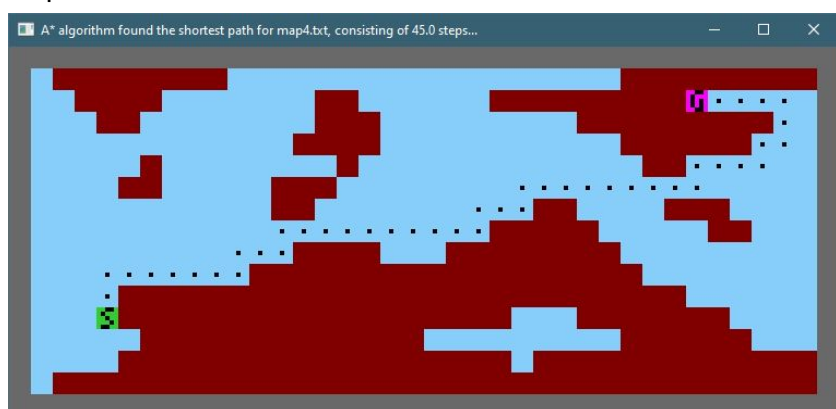 A* algorithm found the shortest path for map4.txt, consisting of 45.0 steps...
G
S